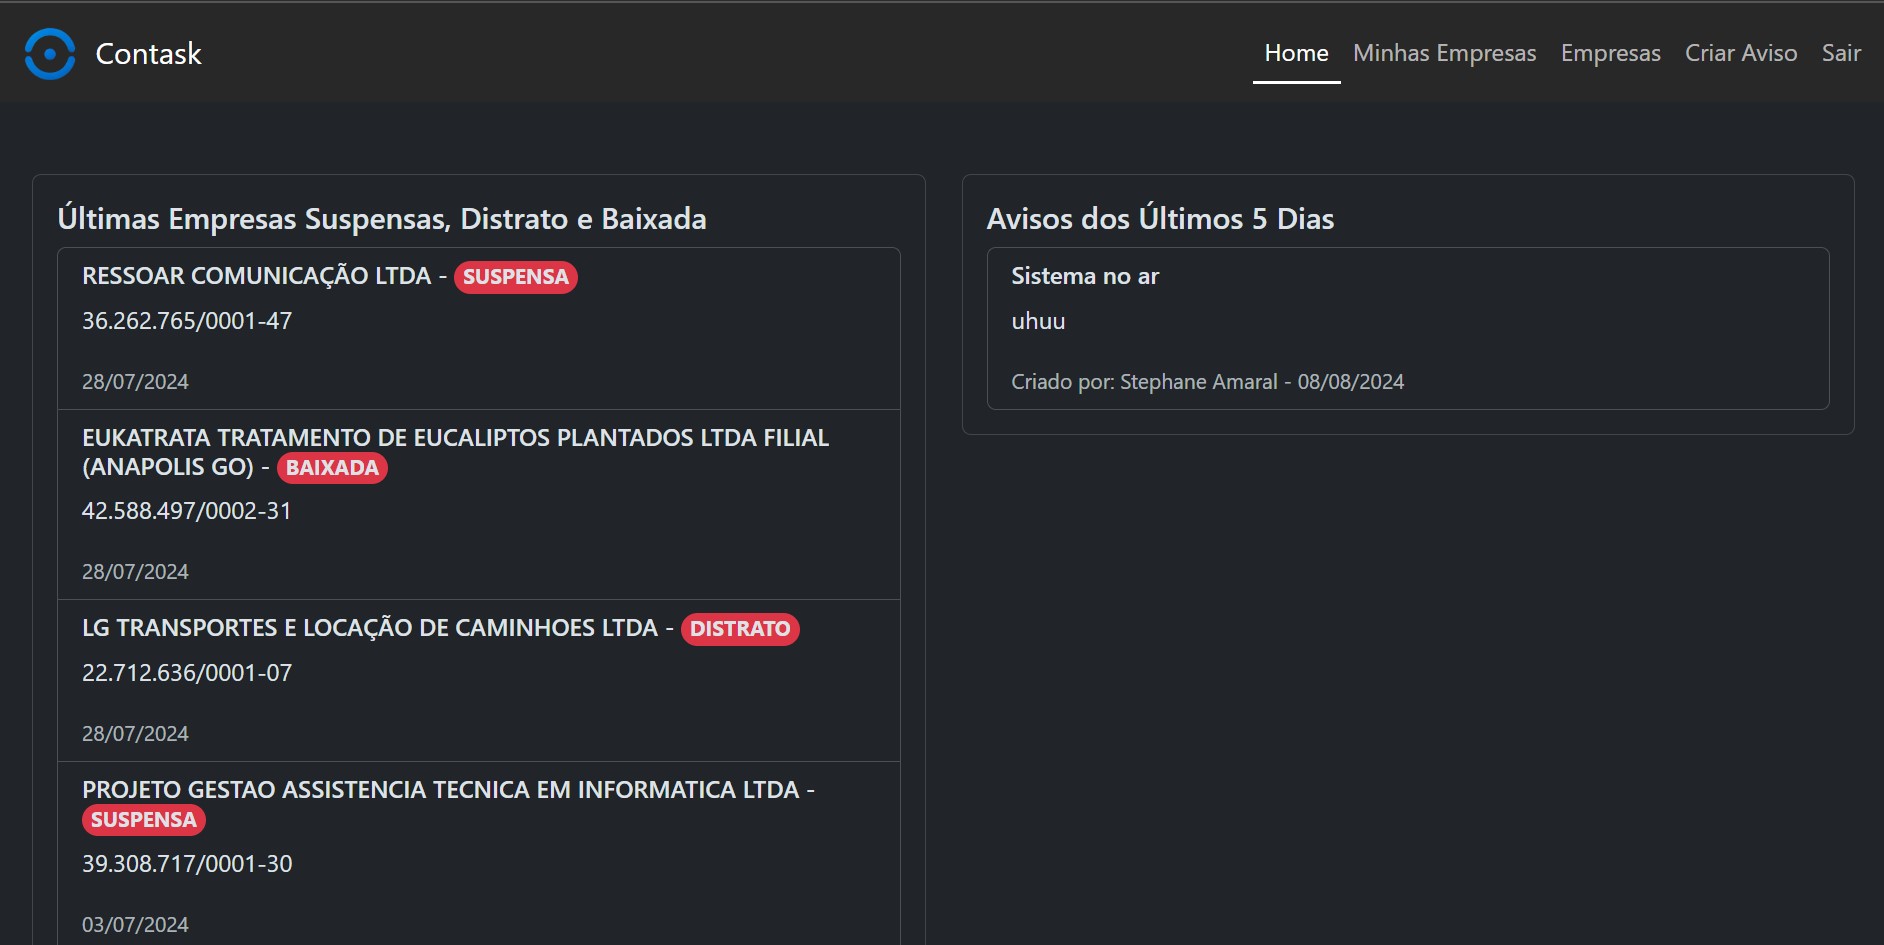 Contask
Home Minhas Empresas Empresas Criar Aviso Sair
Últimas Empresas Suspensas, Distrato e Baixada
RESSOAR COMUNICAÇÃO LTDA - SUSPENSA
36.262.765/0001-47
28/07/2024
EUKATRATA TRATAMENTO DE EUCALIPTOS PLANTADOS LTDA FILIAL
(ANAPOLIS GO) - BAIXADA
42.588.497/0002-31
28/07/2024
LG TRANSPORTES E LOCAÇÃO DE CAMINHOES LTDA - DISTRATO
22.712.636/0001-07
28/07/2024
PROJETO GESTAO ASSISTENCIA TECNICA EM INFORMATICA LTDA -
SUSPENSA
39.308.717/0001-30
03/07/2024
Avisos dos Últimos 5 Dias
Sistema no ar
uhuu
Criado por: Stephane Amaral - 08/08/2024